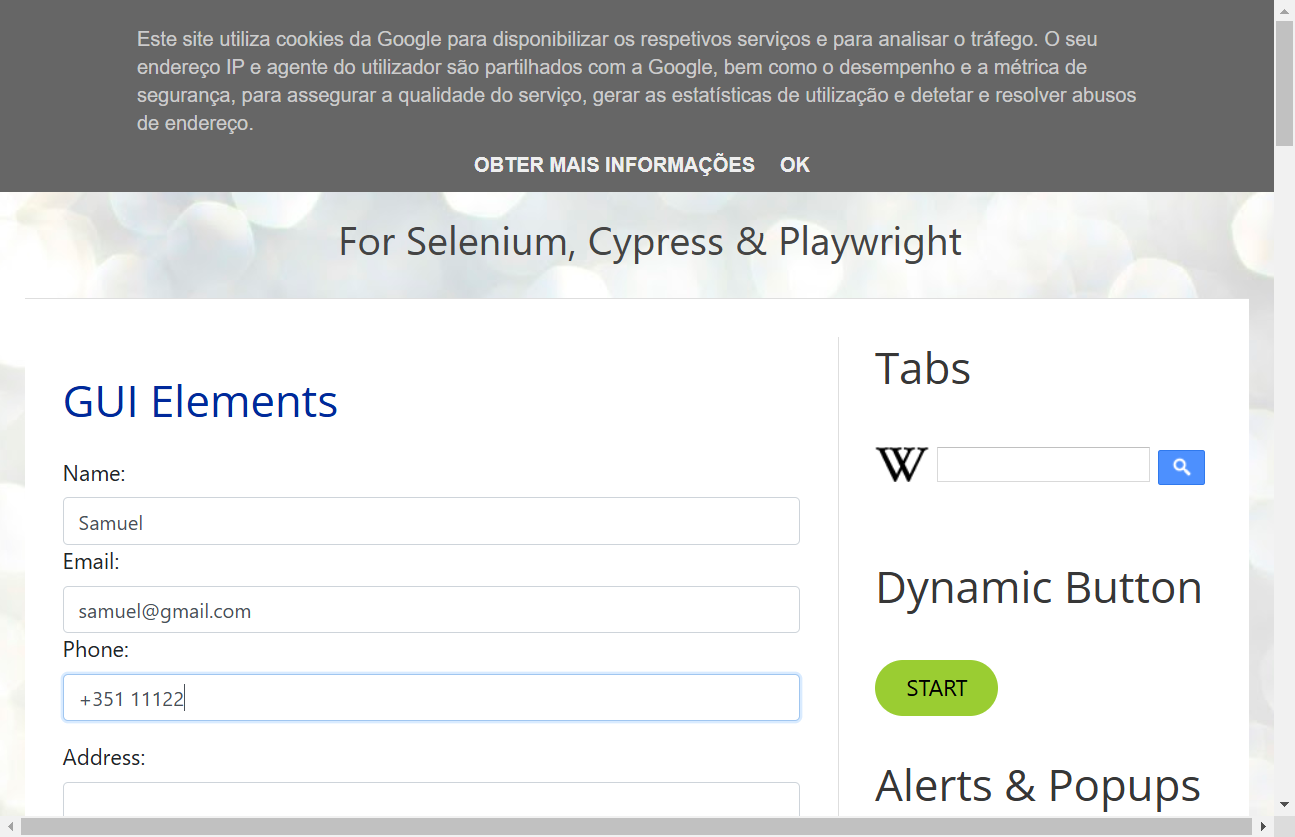 Este site utiliza cookies da Google para disponibilizar os respetivos serviços e para analisar o tráfego. O seu
endereço IP e agente do utilizador são partilhados com a Google, bem como o desempenho e a métrica de
segurança, para assegurar a qualidade do serviço, gerar as estatísticas de utilização e detetar e resolver abusos
de endereço.
OBTER MAIS INFORMAÇÕES OK
For Selenium, Cypress & Playwright
GUI Elements
Name:
Samuel
Email:
samuel@gmail.com
Phone:
+351 11122
Address:
Tabs
W
Dynamic Button
START
Alerts & Popups